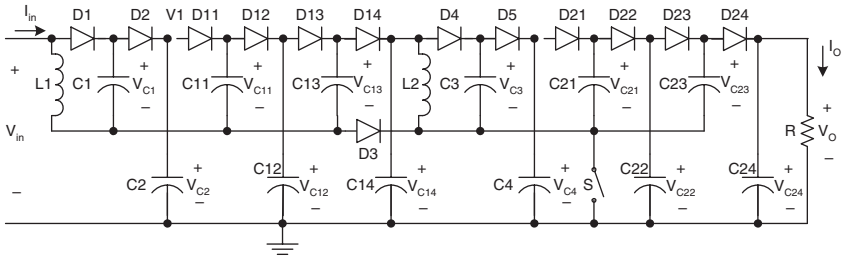 I_in
D1 D2 V1 D11 D12 D13 D14 D4 D5 D21 D22 D23 D24
I_O
+ + + + + + +
L1 C1 V_C1 C11 V_C11 C13 V_C13 L2 C3 V_C3 C21 V_C21 C23 V_C23
− − − − − −
V_in
D3
R + V_O −
+ + + + + +
C2 V_C2 C12 V_C12 C14 V_C14 C4 V_C4 S C22 V_C22 C24 V_C24
− − − − − − −